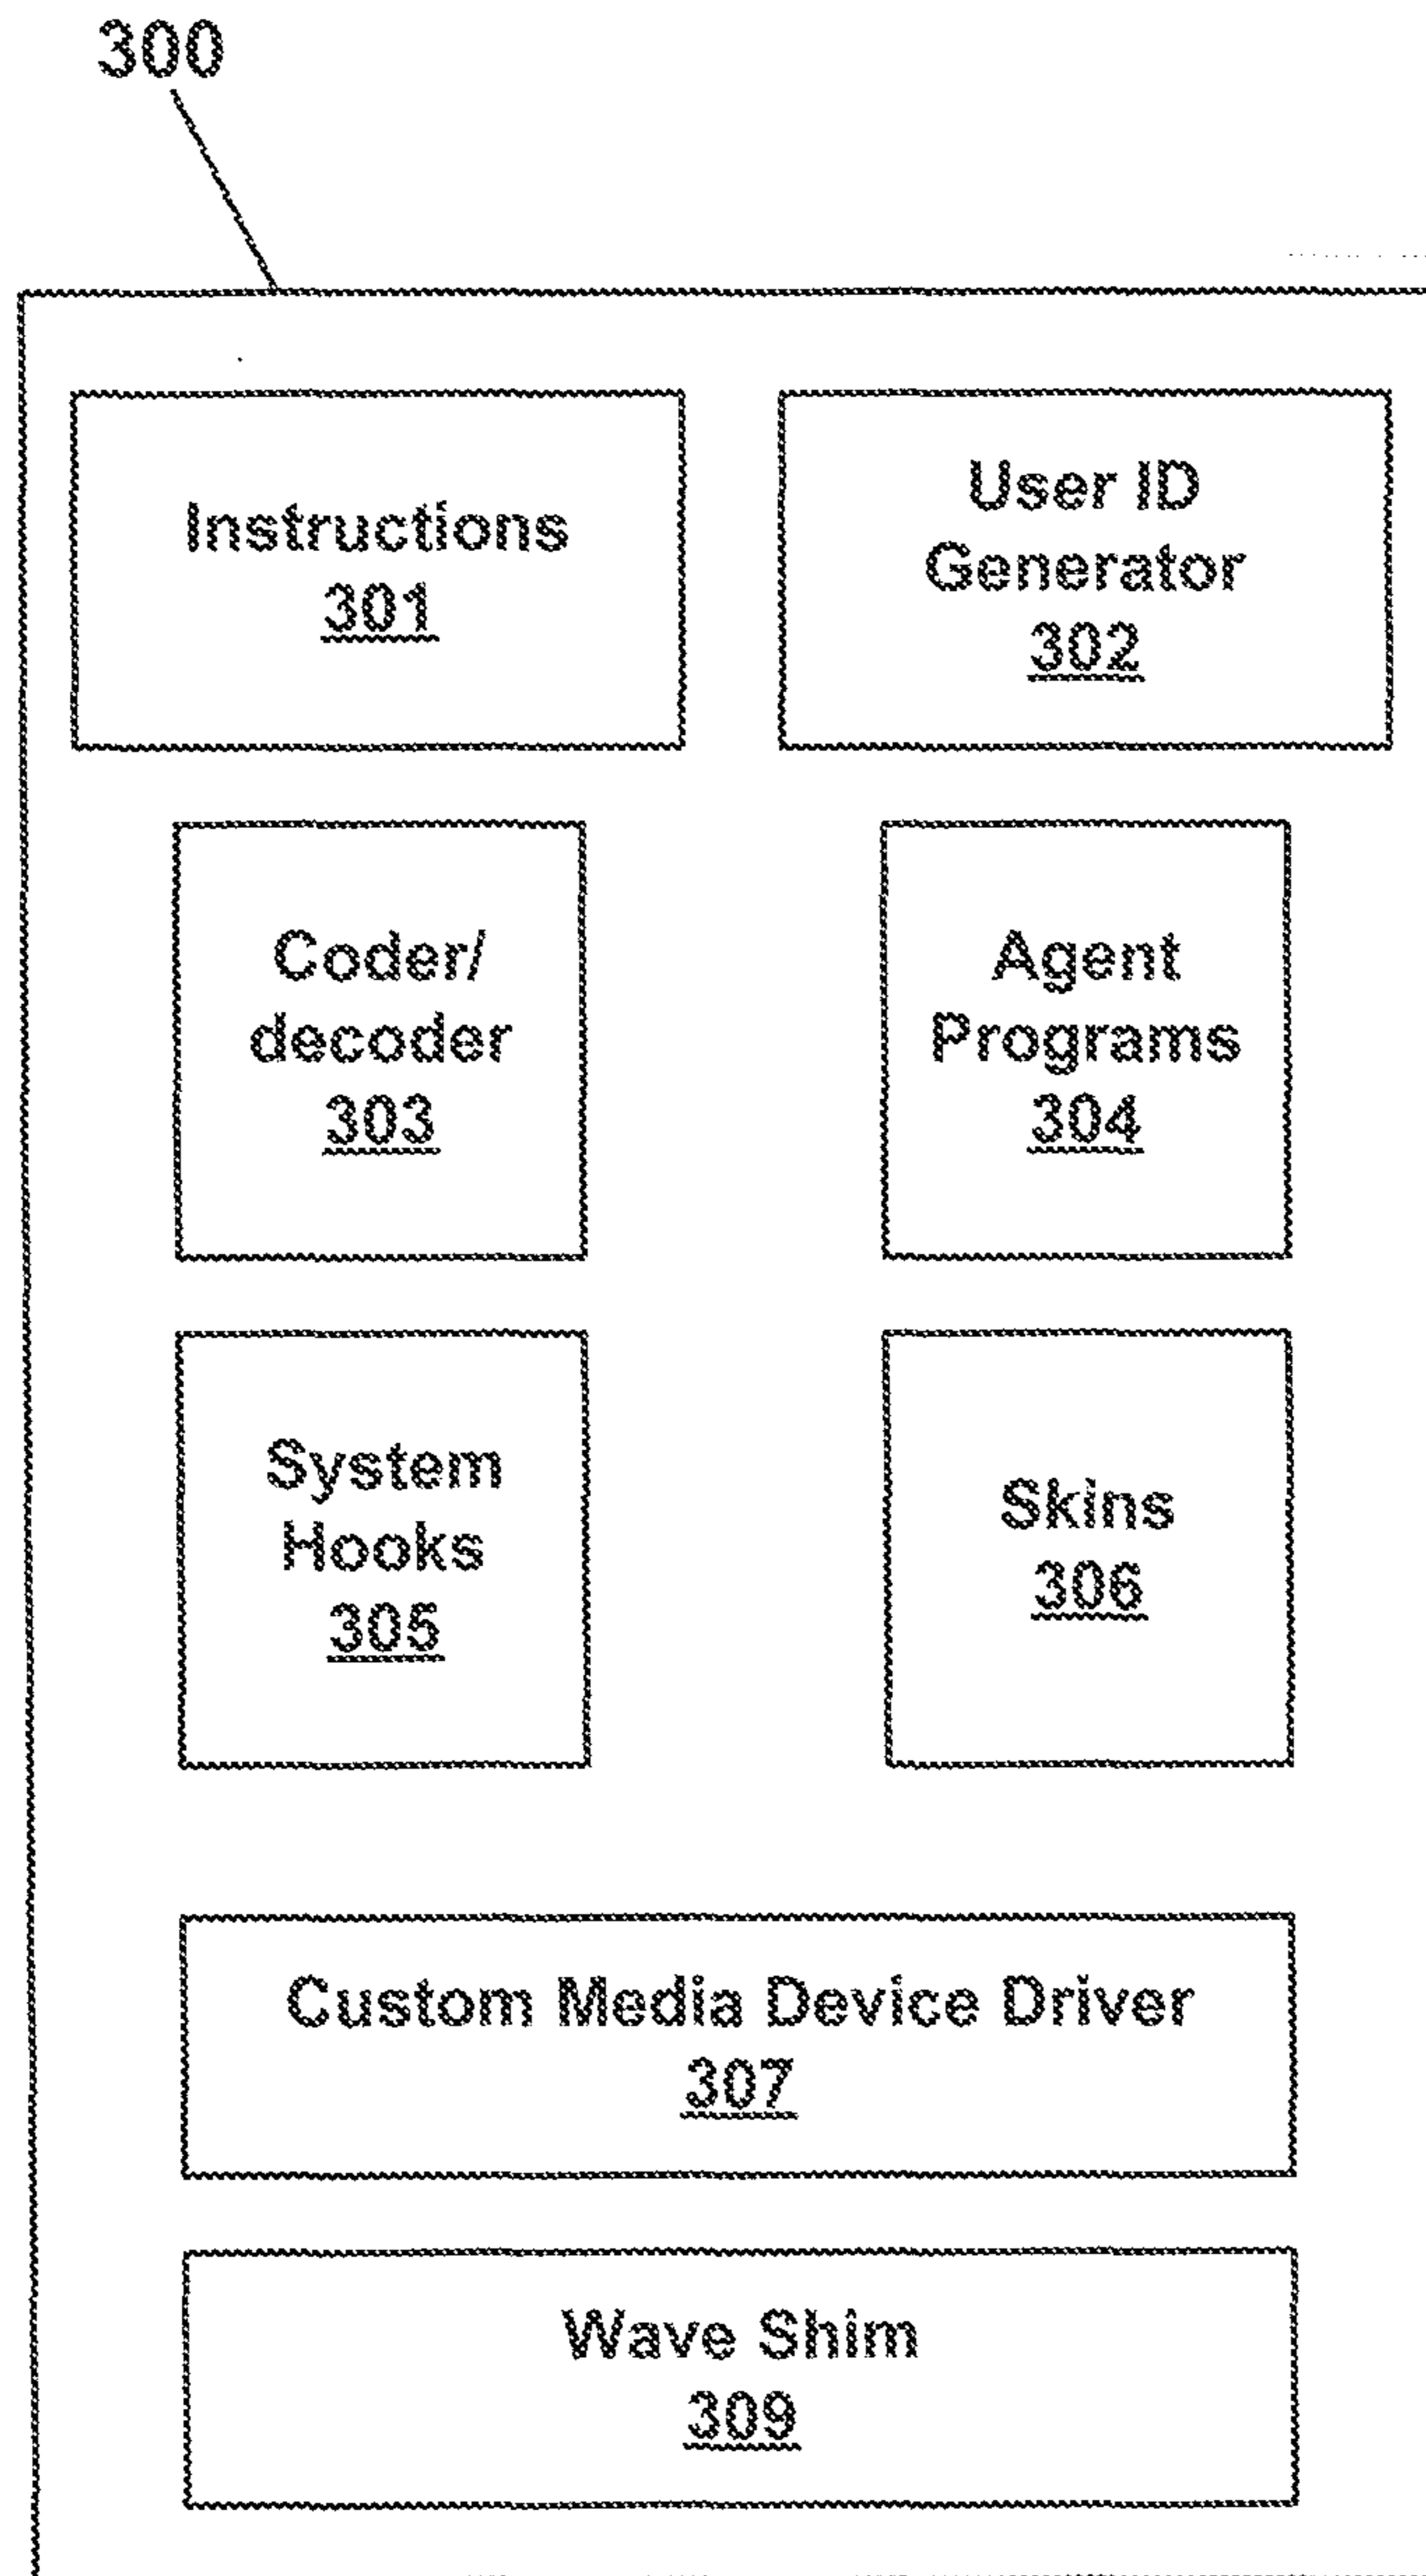 300
Instructions
301
User ID
Generator
302
Coder/
decoder
303
Agent
Programs
304
System
Hooks
305
Skins
306
Custom Media Device Driver
307
Wave Shim
309